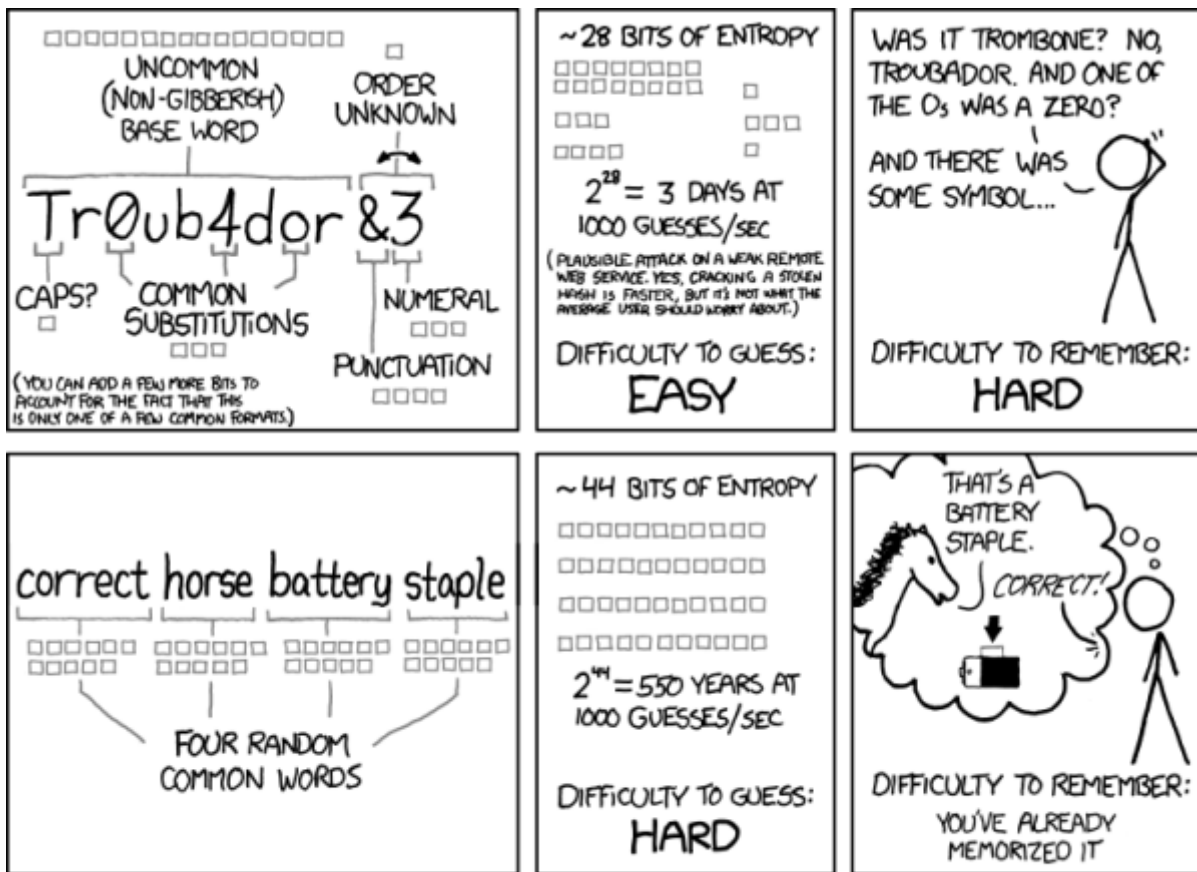 UNCOMMON
(NON-GIBBERISH)
BASE WORD
ORDER
UNKNOWN
Tr0ub4dor &3
CAPS?
COMMON
SUBSTITUTIONS
NUMERAL
PUNCTUATION
(YOU CAN ADD A FEW MORE BITS TO
ACCOUNT FOR THE FACT THAT THIS
IS ONLY ONE OF A FEW COMMON FORMATS.)
~28 BITS OF ENTROPY
2²⁸ = 3 DAYS AT
1000 GUESSES/SEC
(PLAUSIBLE ATTACK ON A WEAK REMOTE
WEB SERVICE. YES, CRACKING A STOLEN
HASH IS FASTER, BUT IT'S NOT WHAT THE
AVERAGE USER SHOULD WORRY ABOUT.)
DIFFICULTY TO GUESS:
EASY
WAS IT TROMBONE? NO,
TROUBADOR. AND ONE OF
THE Os WAS A ZERO?
AND THERE WAS
SOME SYMBOL...
DIFFICULTY TO REMEMBER:
HARD
correct horse battery staple
FOUR RANDOM
COMMON WORDS
~44 BITS OF ENTROPY
2⁴⁴ = 550 YEARS AT
1000 GUESSES/SEC
DIFFICULTY TO GUESS:
HARD
THAT'S A
BATTERY
STAPLE.
CORRECT!
DIFFICULTY TO REMEMBER:
YOU'VE ALREADY
MEMORIZED IT